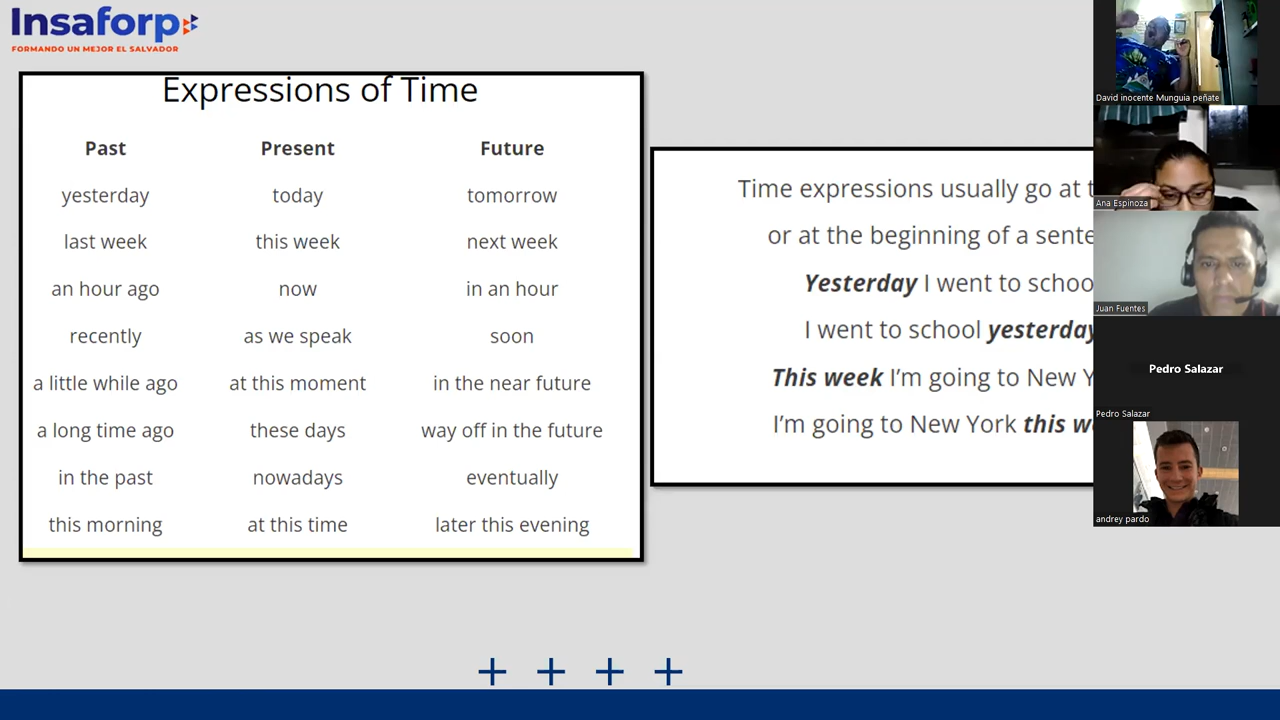 Insaforp
FORMANDO UN MEJOR EL SALVADOR
Expressions of Time
Past Present Future
yesterday today tomorrow
last week this week next week
an hour ago now in an hour
recently as we speak soon
a little while ago at this moment in the near future
a long time ago these days way off in the future
in the past nowadays eventually
this morning at this time later this evening
Time expressions usually go at
or at the beginning of a
Yesterday I went to
I went to school yesterday
This week I'm going to New
I'm going to New York this
David inocente Munguia peñate
Ana Espinoza
Juan Fuentes
Pedro Salazar
Pedro Salazar
andrey pardo